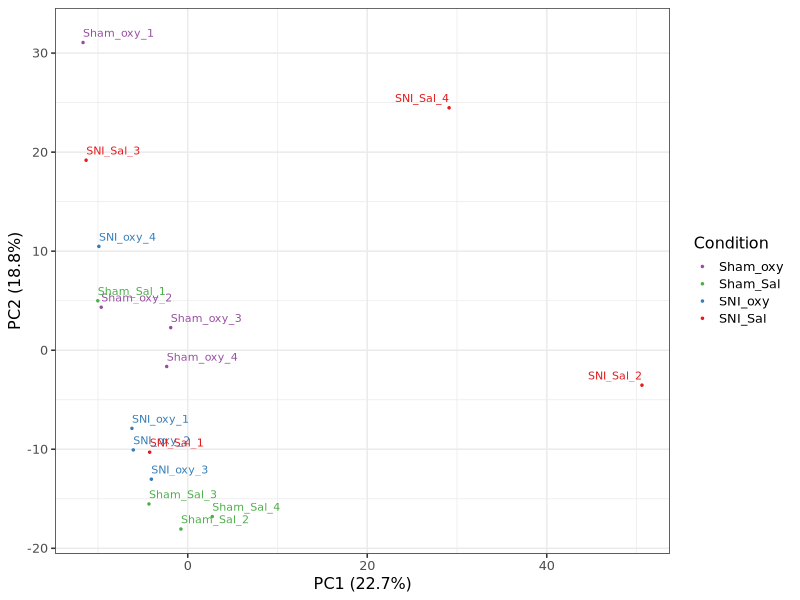 Sham_oxy_1
30
SNI_Sal_4
20
SNI_Sal_3
SNI_oxy_4
10
Sham_Sal_1
Sham_oxy_2
Sham_oxy_3
0
Sham_oxy_4
SNI_Sal_2
SNI_oxy_1
SNI_oxy_2
SNI_Sal_1
-10
SNI_oxy_3
Sham_Sal_3
Sham_Sal_4
Sham_Sal_2
-20
0
20
40
PC1 (22.7%)
PC2 (18.8%)
Condition
Sham_oxy
Sham_Sal
SNI_oxy
SNI_Sal